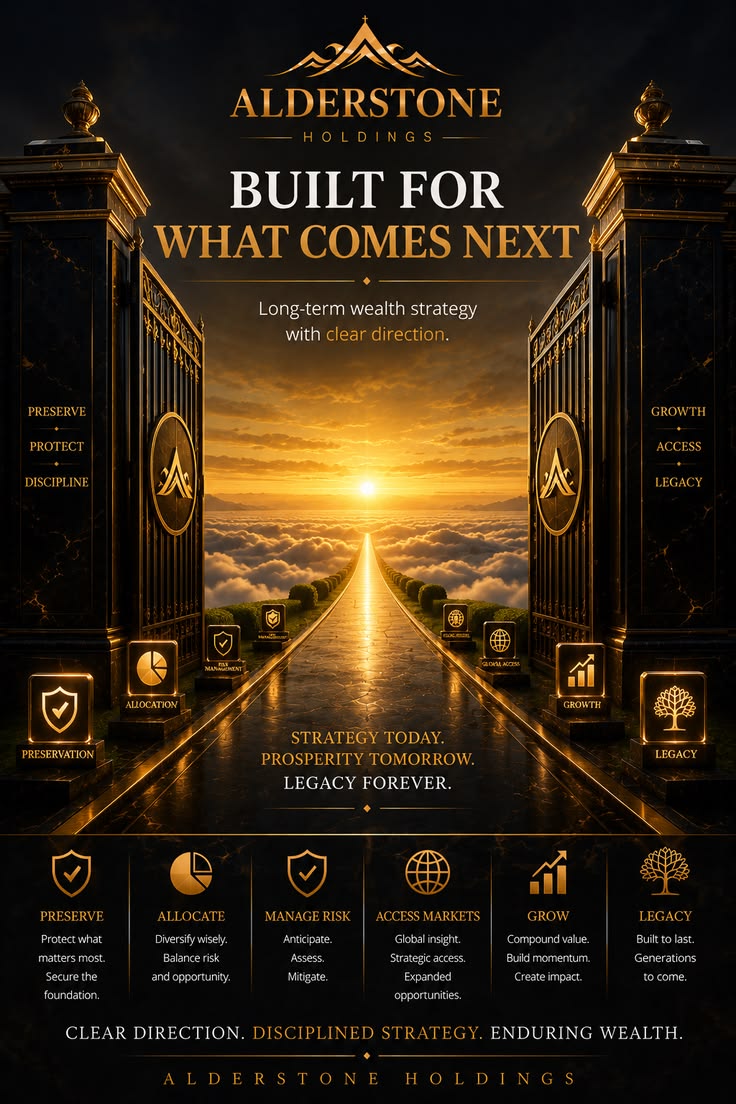 ALDERSTONE
HOLDINGS
BUILT FOR
WHAT COMES NEXT
Long-term wealth strategy
with clear direction.
PRESERVE
PROTECT
DISCIPLINE
GROWTH
ACCESS
LEGACY
RISK
MANAGEMENT
GLOBAL ACCESS
ALLOCATION
GROWTH
PRESERVATION
LEGACY
STRATEGY TODAY.
PROSPERITY TOMORROW.
LEGACY FOREVER.
PRESERVE
Protect what
matters most.
Secure the
foundation.
ALLOCATE
Diversify wisely.
Balance risk
and opportunity.
MANAGE RISK
Anticipate.
Assess.
Mitigate.
ACCESS MARKETS
Global insight.
Strategic access.
Expanded
opportunities.
GROW
Compound value.
Build momentum.
Create impact.
LEGACY
Built to last.
Generations
to come.
CLEAR DIRECTION. DISCIPLINED STRATEGY. ENDURING WEALTH.
ALDERSTONE HOLDINGS